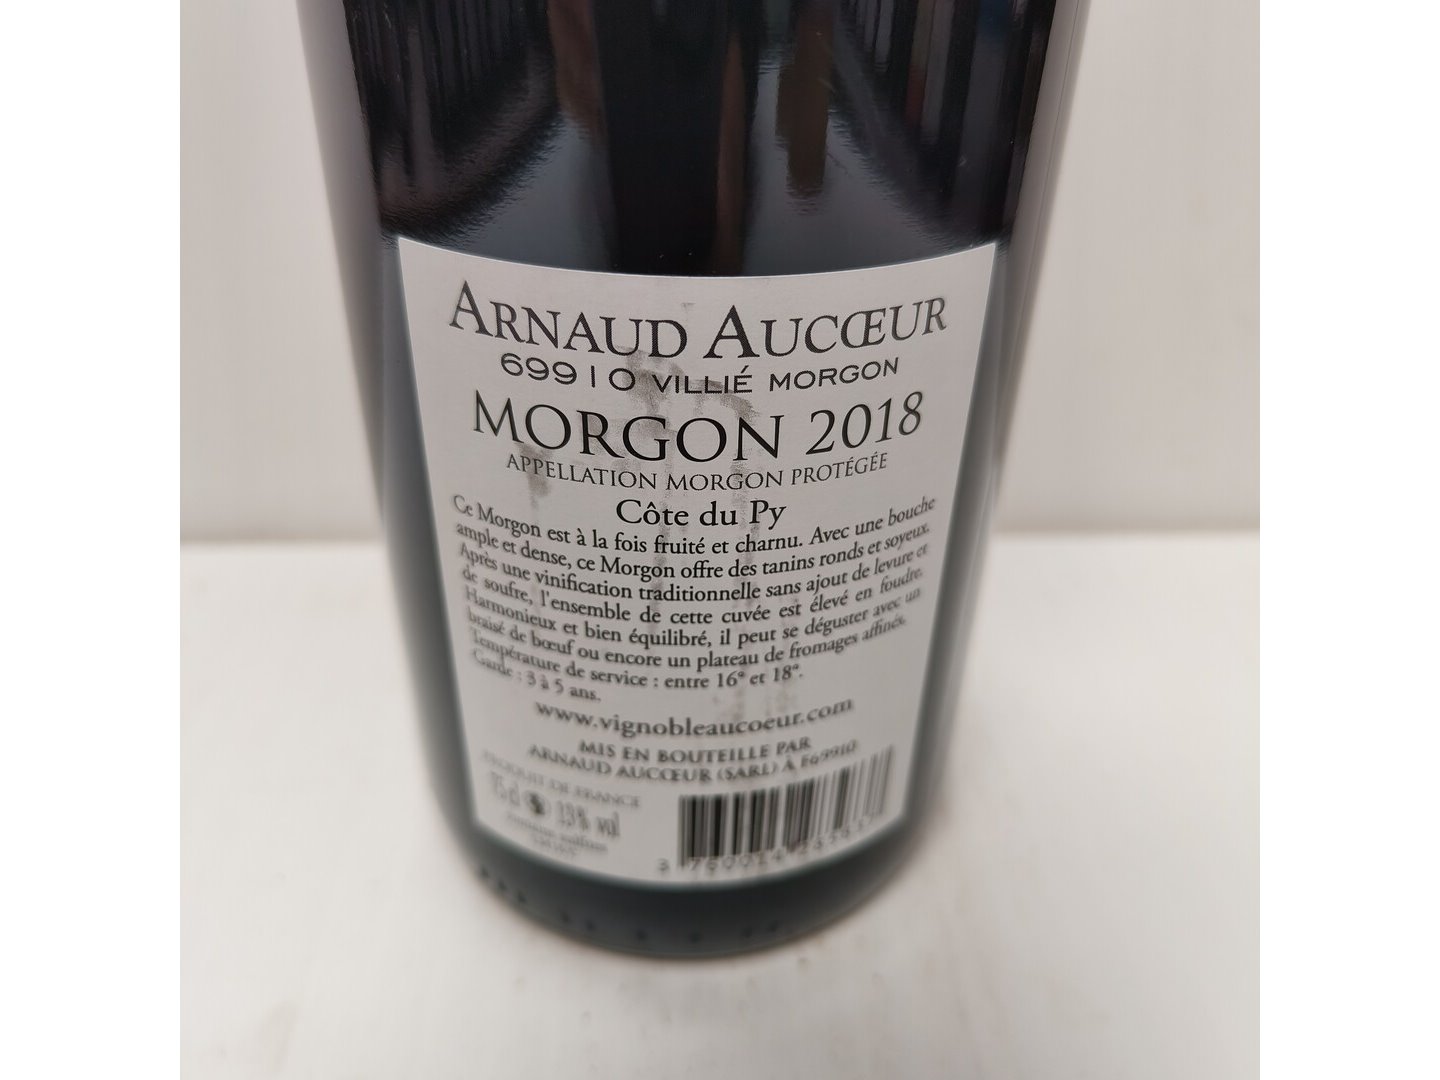 ARNAUD AUCŒUR
69910 VILLIÉ MORGON
MORGON 2018
APPELLATION MORGON PROTÉGÉE
Côte du Py
Ce Morgon est à la fois fruité et charnu. Avec une bouche
ample et dense, ce Morgon offre des tanins ronds et soyeux.
Après une vinification traditionnelle sans ajout de levure et
de soufre, l'ensemble de cette cuvée est élevé en foudre.
Harmonieux et bien équilibré, il peut se déguster avec un
braisé de bœuf ou encore un plateau de fromages affinés.
Température de service : entre 16° et 18°.
Garde : 3 à 5 ans.
www.vignobleaucoeur.com
MIS EN BOUTEILLE PAR
ARNAUD AUCŒUR (SARL) À F69910
PRODUIT DE FRANCE
75cl 13% vol